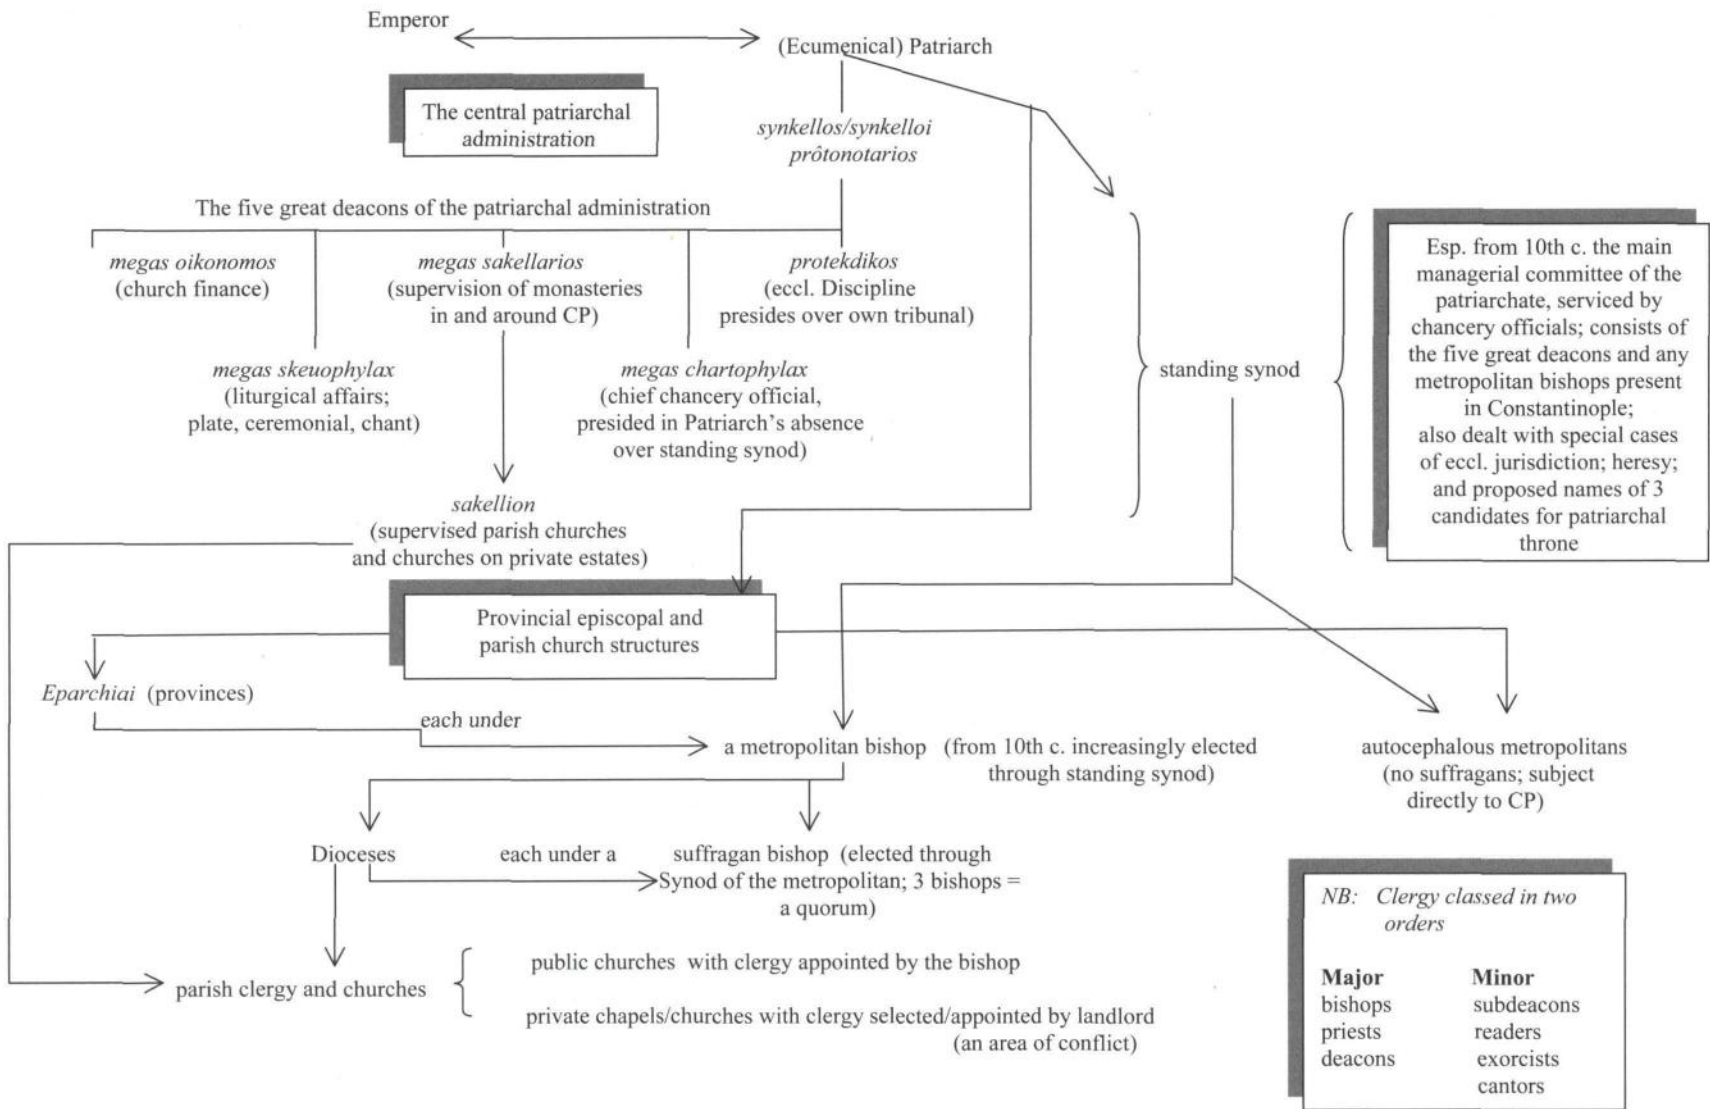 Emperor
(Ecumenical) Patriarch
The central patriarchal
administration
synkellos/synkelloi
prôtonotarios
The five great deacons of the patriarchal administration
megas oikonomos
(church finance)
megas sakellarios
(supervision of monasteries
in and around CP)
protekdikos
(eccl. Discipline
presides over own tribunal)
megas skeuophylax
(liturgical affairs;
plate, ceremonial, chant)
megas chartophylax
(chief chancery official,
presided in Patriarch's absence
over standing synod)
standing synod
Esp. from 10th c. the main
managerial committee of the
patriarchate, serviced by
chancery officials; consists of
the five great deacons and any
metropolitan bishops present
in Constantinople;
also dealt with special cases
of eccl. jurisdiction; heresy;
and proposed names of 3
candidates for patriarchal
throne
sakellion
(supervised parish churches
and churches on private estates)
Provincial episcopal and
parish church structures
Eparchiai (provinces)
each under
a metropolitan bishop (from 10th c. increasingly elected
through standing synod)
autocephalous metropolitans
(no suffragans; subject
directly to CP)
Dioceses
each under a
suffragan bishop (elected through
Synod of the metropolitan; 3 bishops =
a quorum)
parish clergy and churches
public churches with clergy appointed by the bishop
private chapels/churches with clergy selected/appointed by landlord
(an area of conflict)
NB: Clergy classed in two
orders
Major Minor
bishops subdeacons
priests readers
deacons exorcists
cantors